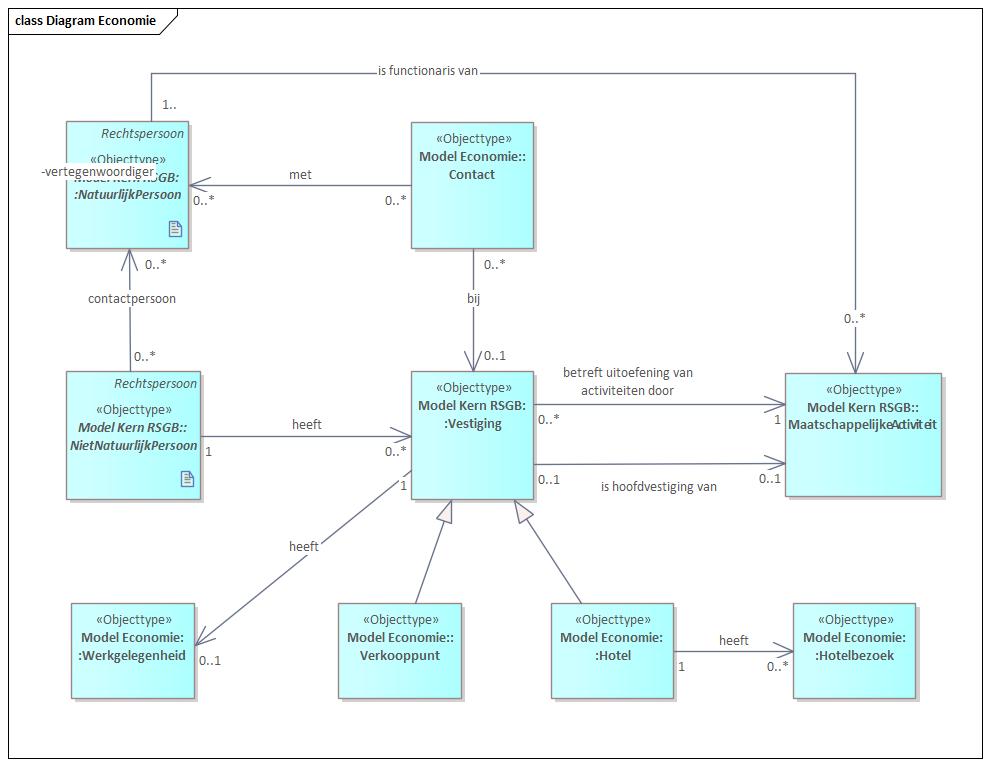 class Diagram Economie
is functionaris van
1..
Rechtspersoon
«Objecttype»
-vertegenwoordiger
Model Kern RSGB:
:NatuurlijkPersoon
met
0..*
0..*
«Objecttype»
Model Economie::
Contact
0..*
contactpersoon
0..*
0..*
bij
0..1
0..*
Rechtspersoon
«Objecttype»
Model Kern RSGB::
NietNatuurlijkPersoon
1
heeft
0..*
«Objecttype»
Model Kern RSGB:
:Vestiging
1
betreft uitoefening van
activiteiten door
0..*
1
0..1
is hoofdvestiging van
0..1
«Objecttype»
Model Kern RSGB::
MaatschappelijkeActiviteit
heeft
0..1
«Objecttype»
Model Economie:
:Werkgelegenheid
«Objecttype»
Model Economie::
Verkooppunt
«Objecttype»
Model Economie:
:Hotel
heeft
1
0..*
«Objecttype»
Model Economie:
:Hotelbezoek